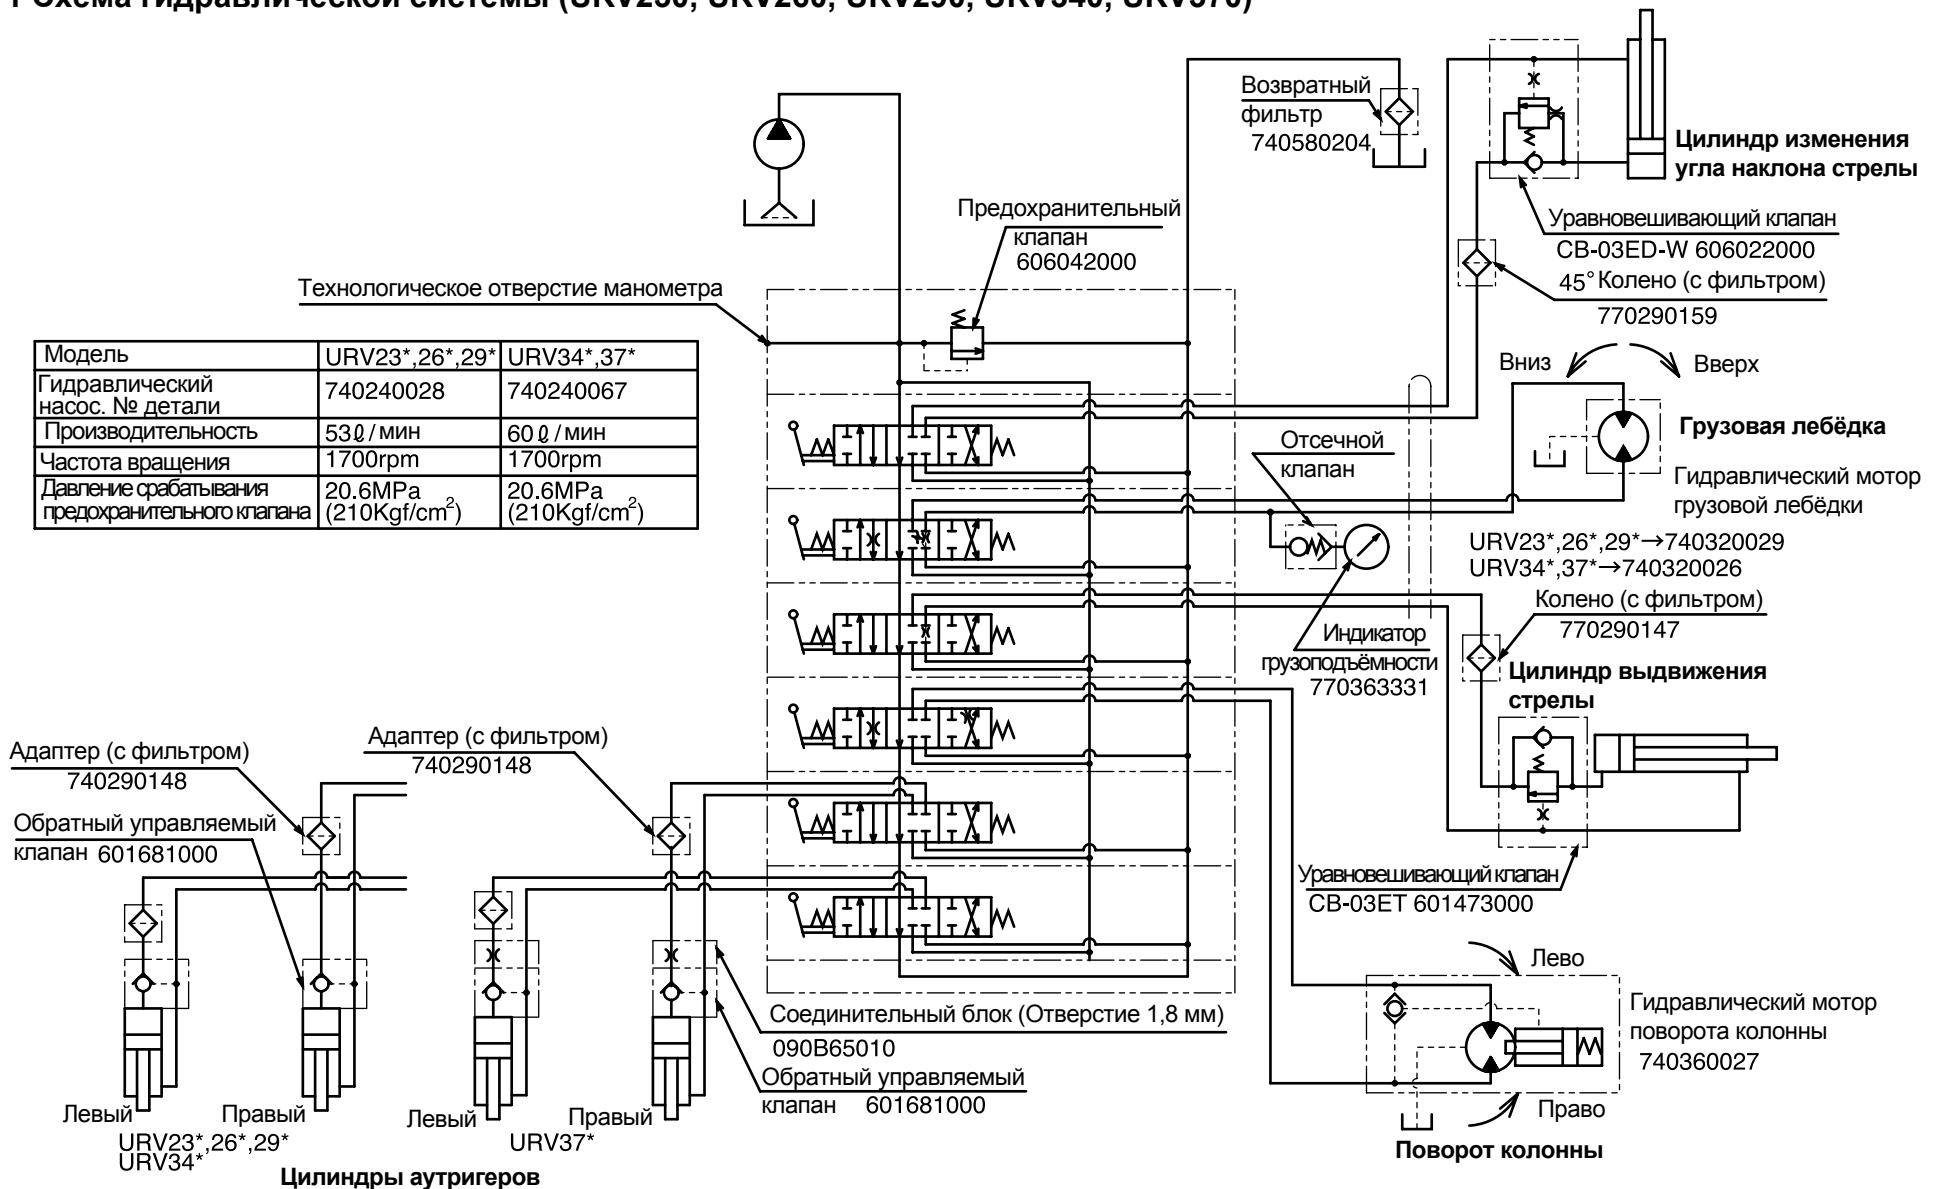 1 Схема гидравлической системы (URV230, URV260, URV290, URV340, URV370)
Возвратный
фильтр
740580204
Цилиндр изменения
угла наклона стрелы
Предохранительный
клапан
606042000
Уравновешивающий клапан
CB-03ED-W 606022000
45° Колено (с фильтром)
770290159
Технологическое отверстие манометра
Модель URV23*,26*,29* URV34*,37*
Гидравлический
насос. № детали 740240028 740240067
Производительность 53ℓ/мин 60ℓ/мин
Частота вращения 1700rpm 1700rpm
Давление срабатывания
предохранительного клапана
20.6MPa
(210Kgf/cm²)
20.6MPa
(210Kgf/cm²)
Вниз
Вверх
Грузовая лебёдка
Гидравлический мотор
грузовой лебёдки
URV23*,26*,29*→740320029
URV34*,37*→740320026
Отсечной
клапан
Индикатор
грузоподъёмности
770363331
Колено (с фильтром)
770290147
Цилиндр выдвижения
стрелы
Адаптер (с фильтром)
740290148
Адаптер (с фильтром)
740290148
Обратный управляемый
клапан 601681000
Уравновешивающий клапан
CB-03ET 601473000
Лево
Гидравлический мотор
поворота колонны
740360027
Право
Поворот колонны
Соединительный блок (Отверстие 1,8 мм)
090B65010
Обратный управляемый
клапан 601681000
Левый
Правый
URV23*,26*,29*
URV34*
Левый
Правый
URV37*
Цилиндры аутригеров